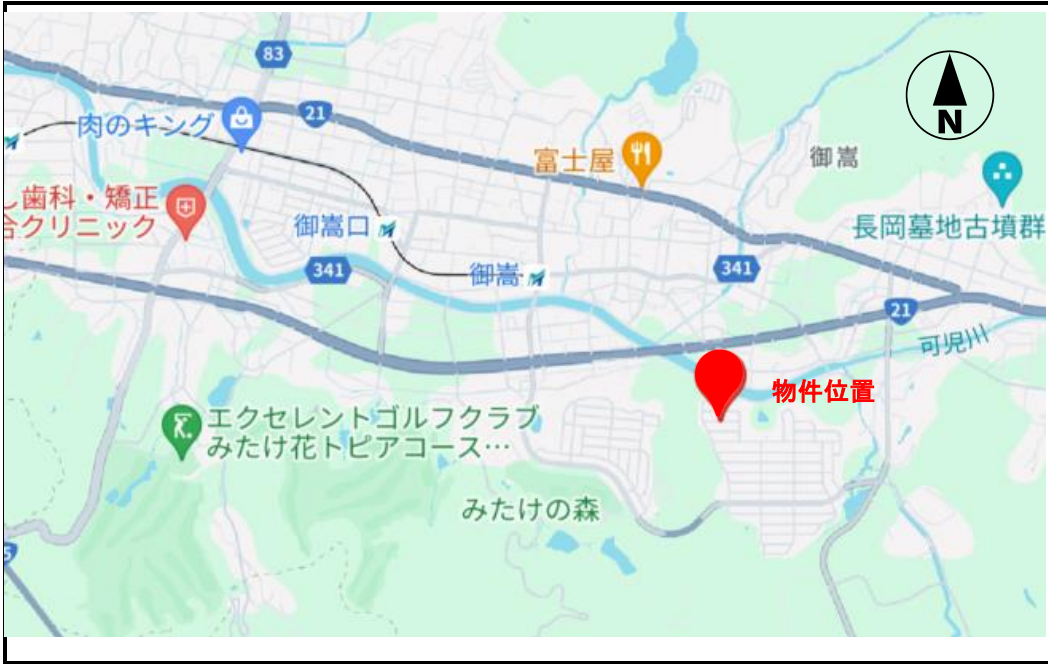 83
21
肉のキング
富士屋
御嵩
N
し歯科・矯正
合クリニック
長岡墓地古墳群
御嵩口
341
御嵩
341
21
可児川
物件位置
エクセレントゴルフクラブ
みたけ花トピアコース…
みたけの森